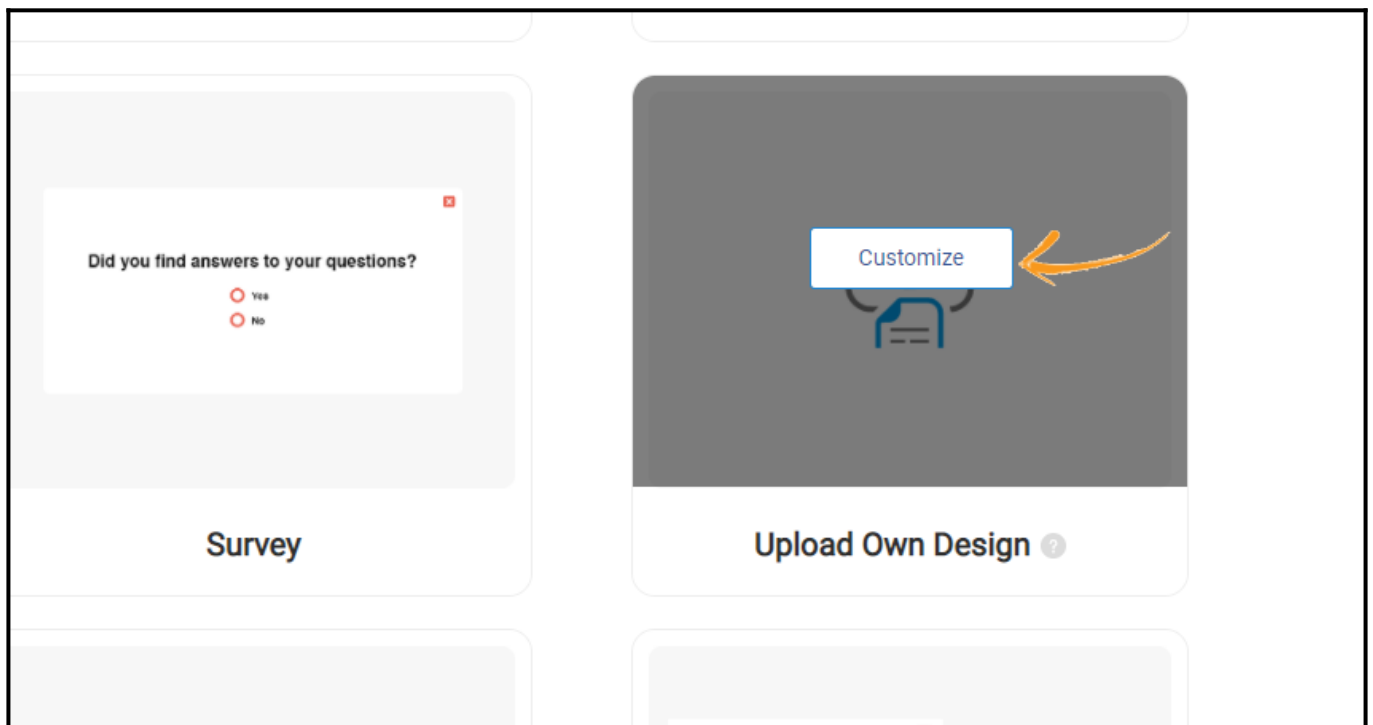 Did you find answers to your questions?
Yes
No
Survey
Customize
Upload Own Design ?